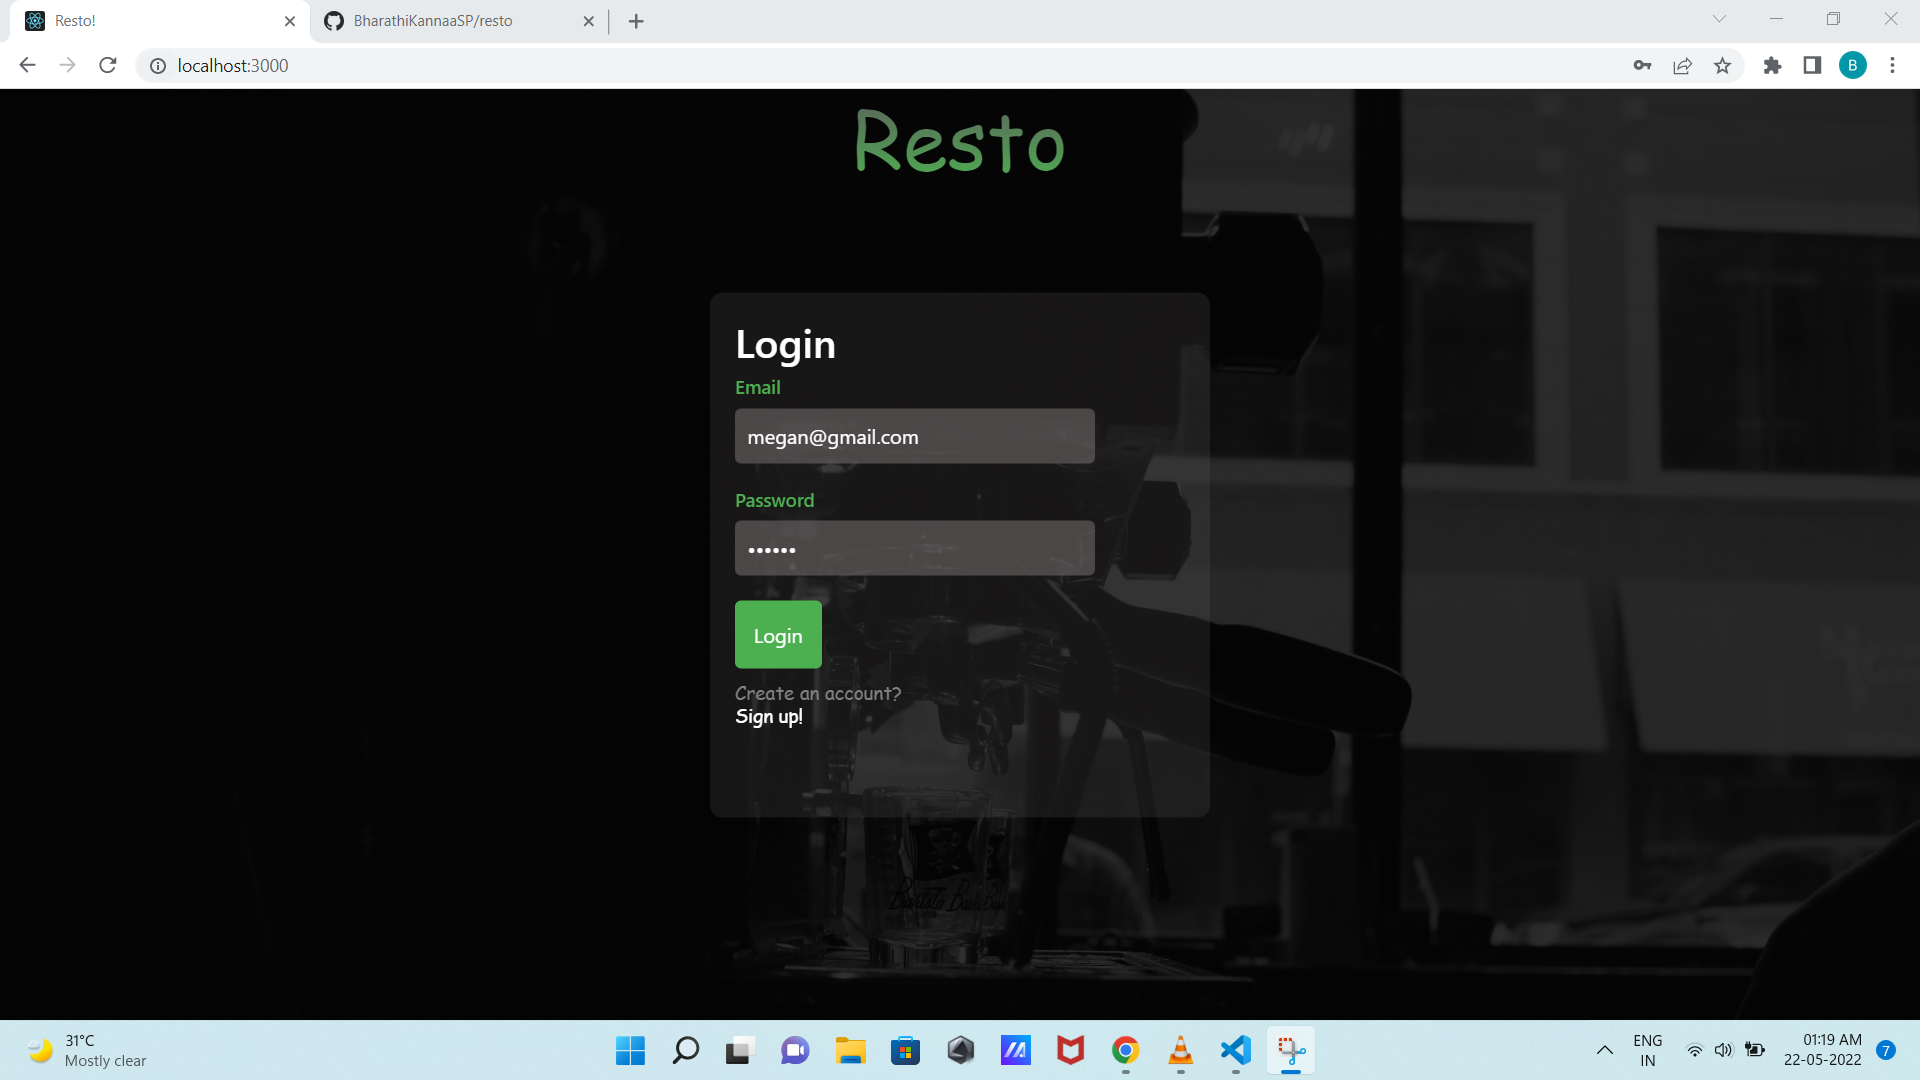 Resto!
BharathiKannaaSP/resto
localhost:3000
B
Resto
Login
Email
megan@gmail.com
Password
••••••
Login
Create an account?
Sign up!
Barista
31°C
Mostly clear
ENG
IN
01:19 AM
22-05-2022
7